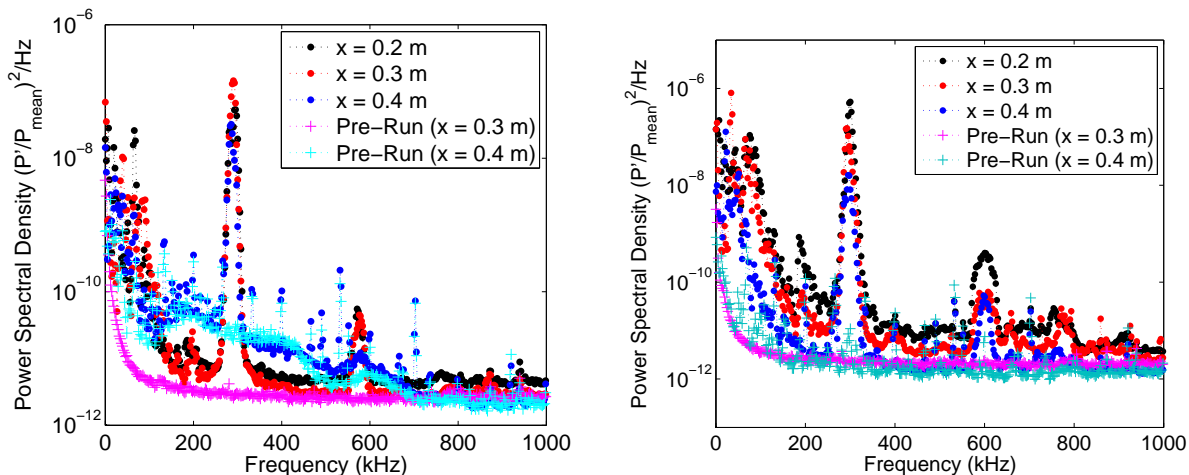 10^−6
10^−8
10^−10
10^−12
Power Spectral Density (P'/P_mean)^2/Hz
0 200 400 600 800 1000
Frequency (kHz)
x = 0.2 m
x = 0.3 m
x = 0.4 m
Pre−Run (x = 0.3 m)
Pre−Run (x = 0.4 m)
10^−6
10^−8
10^−10
10^−12
Power Spectral Density (P'/P_mean)^2/Hz
0 200 400 600 800 1000
Frequency (kHz)
x = 0.2 m
x = 0.3 m
x = 0.4 m
Pre−Run (x = 0.3 m)
Pre−Run (x = 0.4 m)